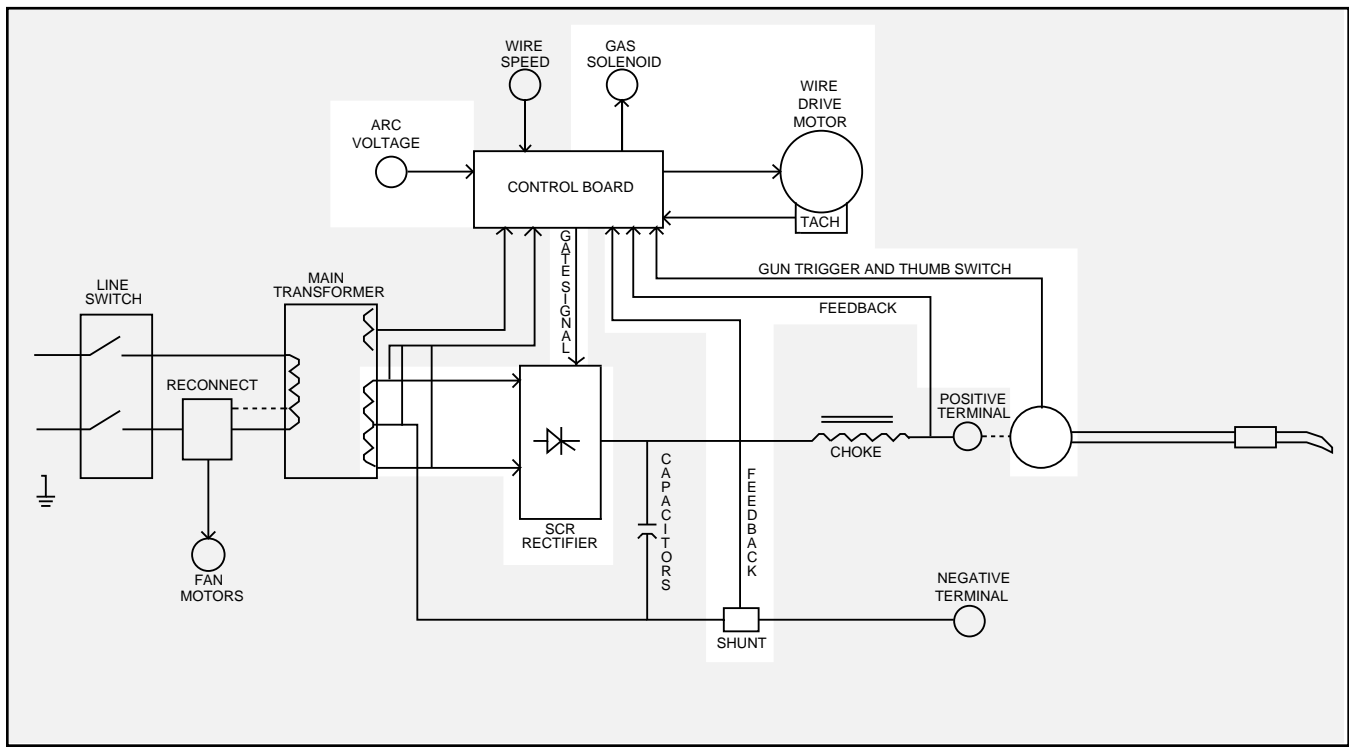 WIRE
SPEED
GAS
SOLENOID
WIRE
DRIVE
MOTOR
ARC
VOLTAGE
CONTROL BOARD
TACH
GATE SIGNAL
GUN TRIGGER AND THUMB SWITCH
FEEDBACK
LINE
SWITCH
MAIN
TRANSFORMER
RECONNECT
POSITIVE
TERMINAL
CHOKE
CAPACITORS
FEEDBACK
SCR
RECTIFIER
FAN
MOTORS
NEGATIVE
TERMINAL
SHUNT